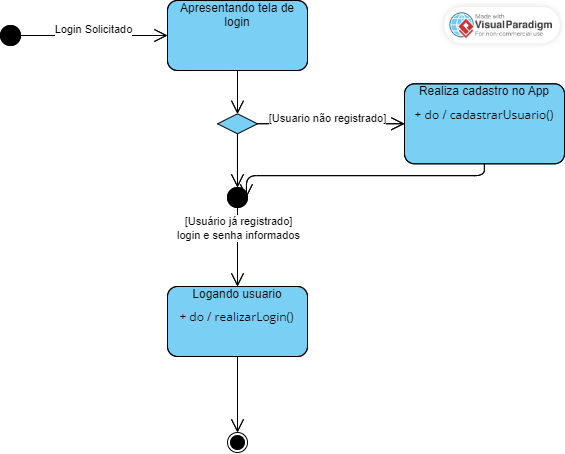 Login Solicitado
Apresentando tela de
login
Made with
Visual Paradigm
For non-commercial use
[Usuario não registrado]
Realiza cadastro no App
+ do / cadastrarUsuario()
[Usuário já registrado]
login e senha informados
Logando usuario
+ do / realizarLogin()